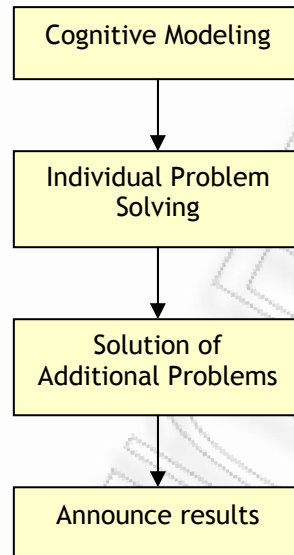 Cognitive Modeling
Individual Problem
Solving
Solution of
Additional Problems
Announce results